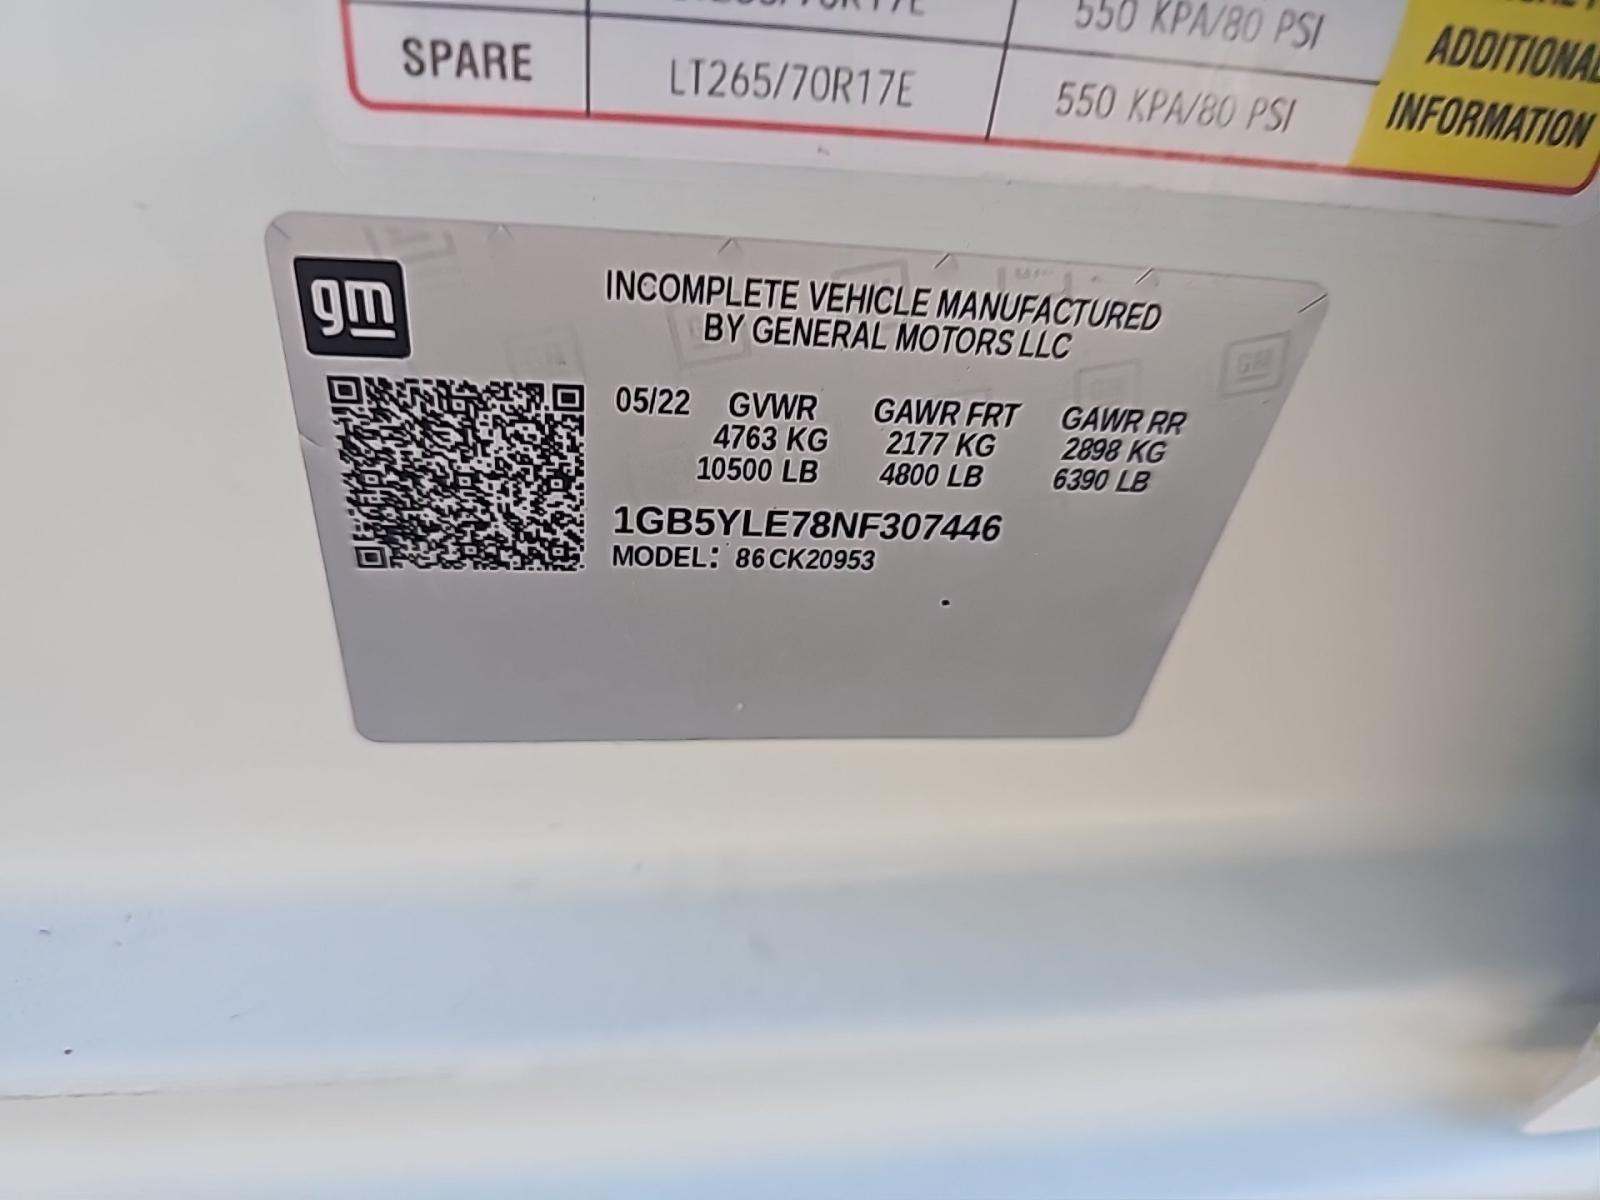 550 KPA/80 PSI
ADDITIONAL
SPARE LT265/70R17E 550 KPA/80 PSI INFORMATION
gm
INCOMPLETE VEHICLE MANUFACTURED
BY GENERAL MOTORS LLC
05/22 GVWR GAWR FRT GAWR RR
4763 KG 2177 KG 2898 KG
10500 LB 4800 LB 6390 LB
1GB5YLE78NF307446
MODEL: 86CK20953